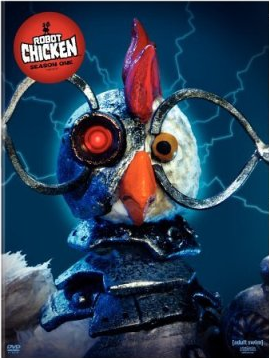 ROBOT
CHICKEN
SEASON ONE
DVD
[adult swim]